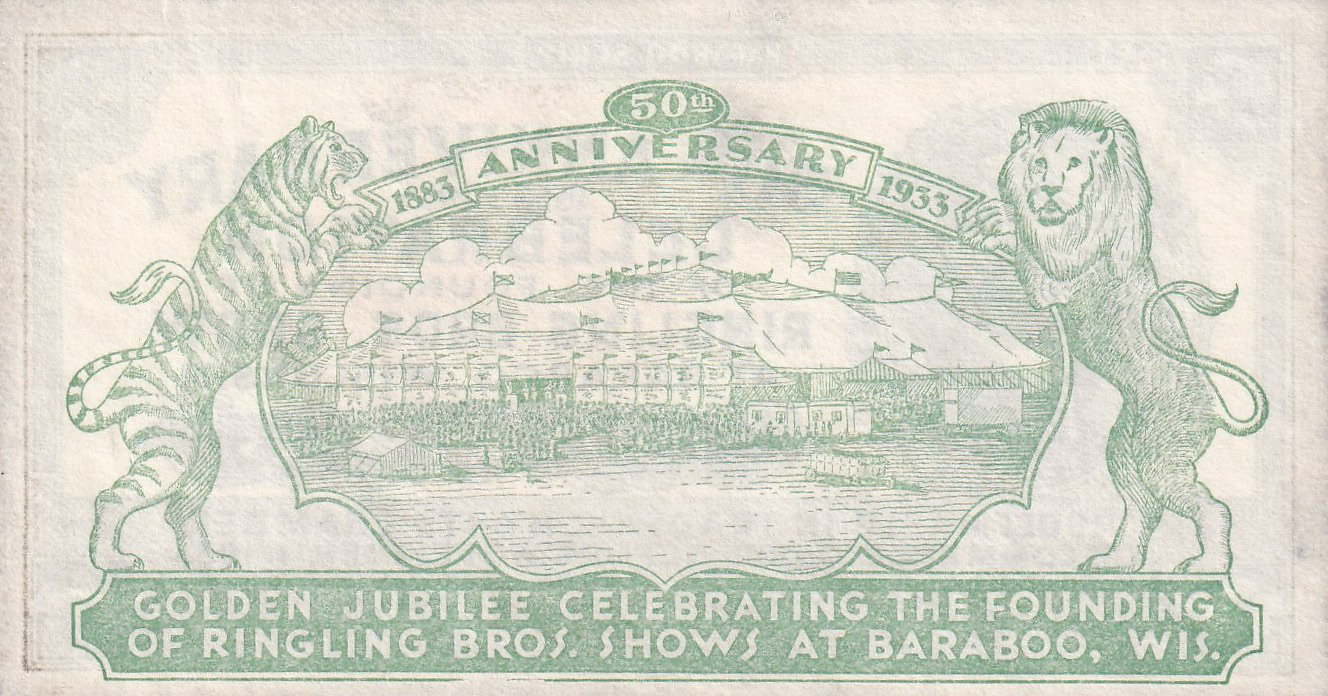 50th
ANNIVERSARY
1883
1933
GOLDEN JUBILEE CELEBRATING THE FOUNDING
OF RINGLING BROS. SHOWS AT BARABOO, WIS.